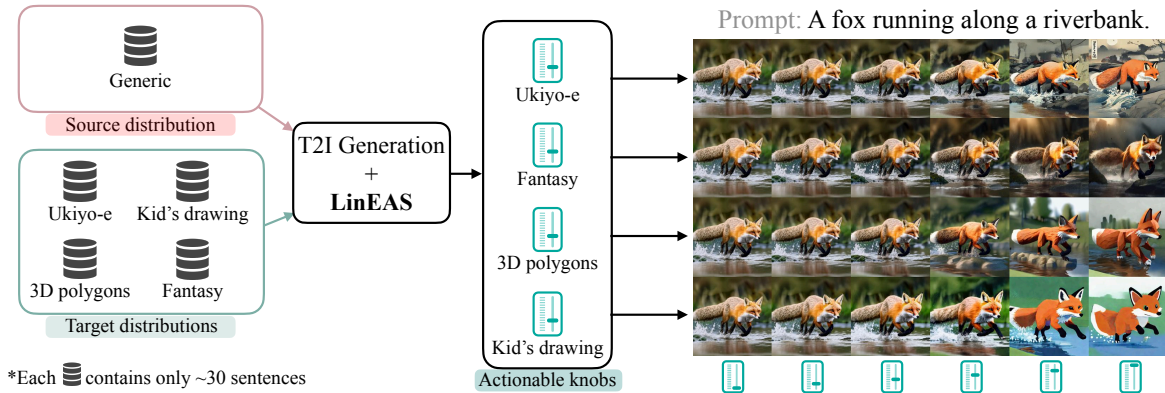 Generic
Source distribution
Ukiyo-e
Kid's drawing
3D polygons
Fantasy
Target distributions
*Each contains only ~30 sentences
T2I Generation
+
LinEAS
Ukiyo-e
Fantasy
3D polygons
Kid's drawing
Actionable knobs
Prompt: A fox running along a riverbank.